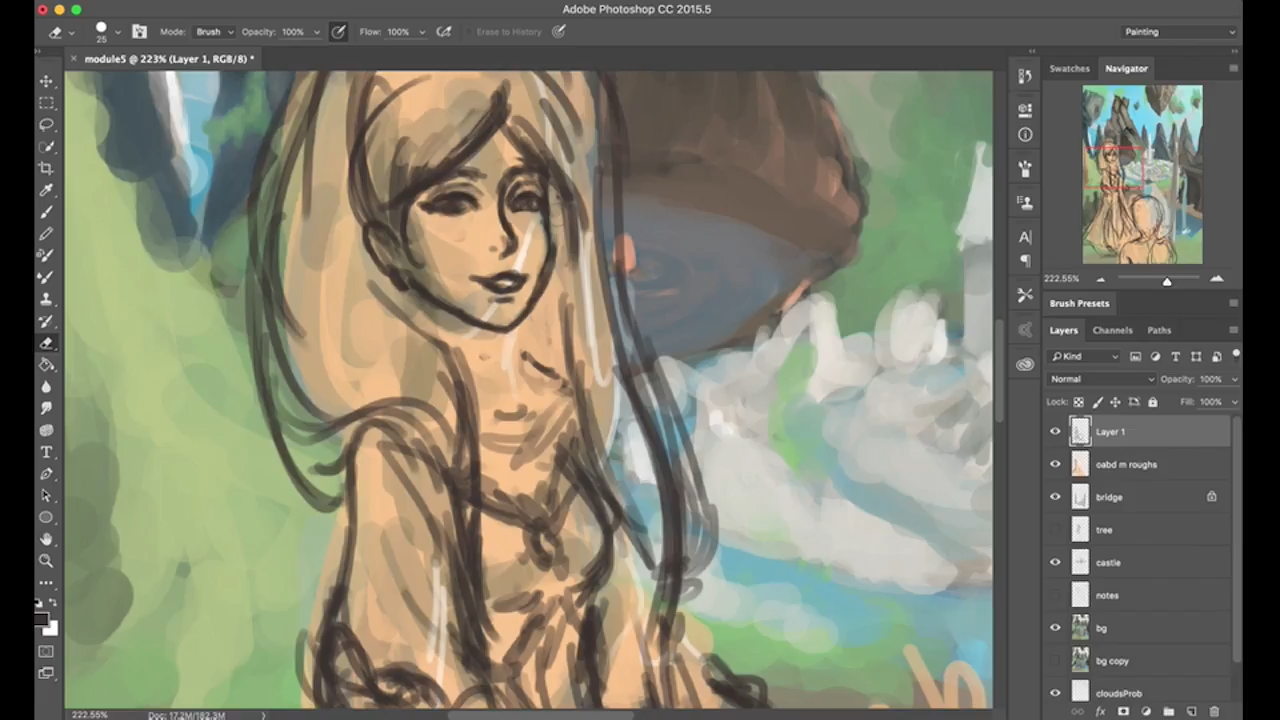 Adobe Photoshop CC 2015.5
25 Mode: Brush Opacity: 100% Flow: 100% Erase to History Painting
× module5 @ 223% (Layer 1, RGB/8) *
Swatches Navigator
222.55%
Brush Presets
Layers Channels Paths
Kind
Normal Opacity: 100%
Lock: Fill: 100%
Layer 1
oabd m roughs
bridge
tree
castle
notes
bg
bg copy
cloudsProb
222.55% Doc: 17.2M/182.3M